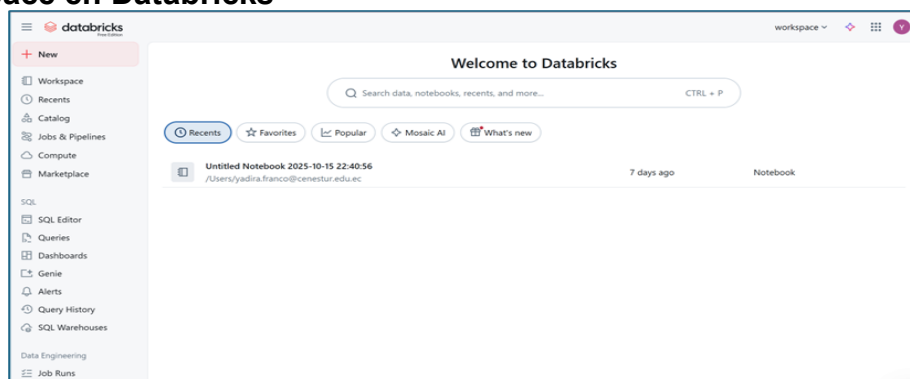 databricks
Free Edition
workspace
Y
New
Welcome to Databricks
Search data, notebooks, recents, and more...
CTRL + P
Workspace
Recents
Catalog
Jobs & Pipelines
Compute
Marketplace
Recents
Favorites
Popular
Mosaic AI
What's new
Untitled Notebook 2025-10-15 22:40:56
/Users/yadira.franco@cenestur.edu.ec
7 days ago
Notebook
SQL
SQL Editor
Queries
Dashboards
Genie
Alerts
Query History
SQL Warehouses
Data Engineering
Job Runs